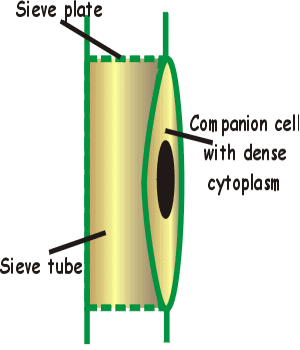 Sieve plate
Companion cell
with dense
cytoplasm
Sieve tube